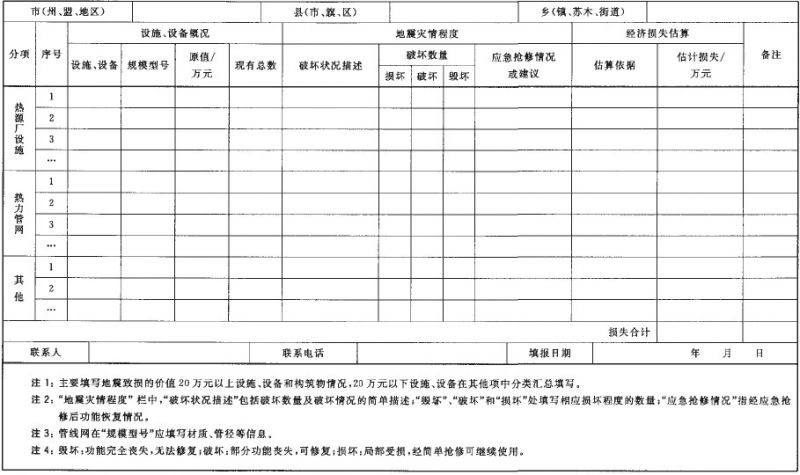 市(州、盟、地区) 县(市、旗、区) 乡(镇、苏木、街道)
分项 序号 设施、设备概况 地震灾情程度 经济损失估算 备注
设施、设备 规模型号 原值/万元 现有总数 破坏状况描述 破坏数量 应急抢修情况或建议 估算依据 估计损失/万元
损坏 破坏 毁坏
热源厂设施 1
2
3
…
热力管网 1
2
3
…
其他 1
2
…
损失合计
联系人 联系电话 填报日期 年 月 日
注1:主要填写地震致损的价值20万元以上设施、设备和构筑物情况,20万元以下设施、设备在其他项中分类汇总填写。
注2:“地震灾情程度”栏中,“破坏状况描述”包括破坏数量及破坏情况的简单描述;“毁坏”、“破坏”和“损坏”处填写相应损坏程度的数量;“应急抢修情况”指经应急抢
修后功能恢复情况。
注3:管线网在“规模型号”应填写材质、管径等信息。
注4:毁坏:功能完全丧失,无法修复;破坏:部分功能丧失,可修复;损坏:局部受损,经简单抢修可继续使用。